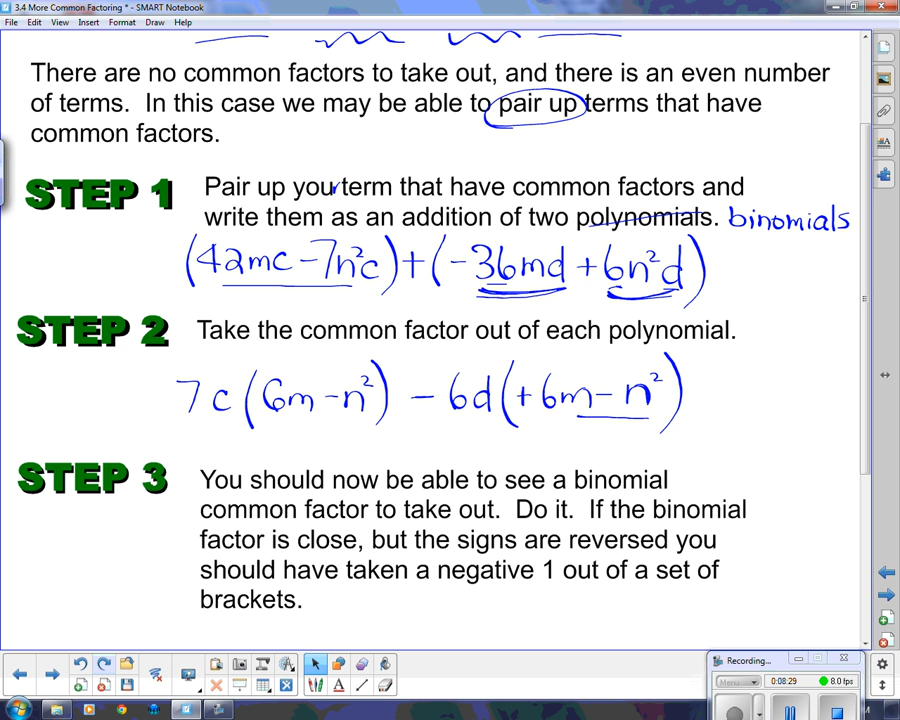 3.4 More Common Factoring * - SMART Notebook
File Edit View Insert Format Draw Help
There are no common factors to take out, and there is an even number
of terms. In this case we may be able to pair up terms that have
common factors.
STEP 1 Pair up your term that have common factors and
write them as an addition of two polynomials. binomials
(42mc - 7n²c) + (-36md + 6n²d)
STEP 2 Take the common factor out of each polynomial.
7c(6m - n²) - 6d(+6m - n²)
STEP 3 You should now be able to see a binomial
common factor to take out. Do it. If the binomial
factor is close, but the signs are reversed you
should have taken a negative 1 out of a set of
brackets.
Recording...
Menu... 0:08:29 8.0 fps